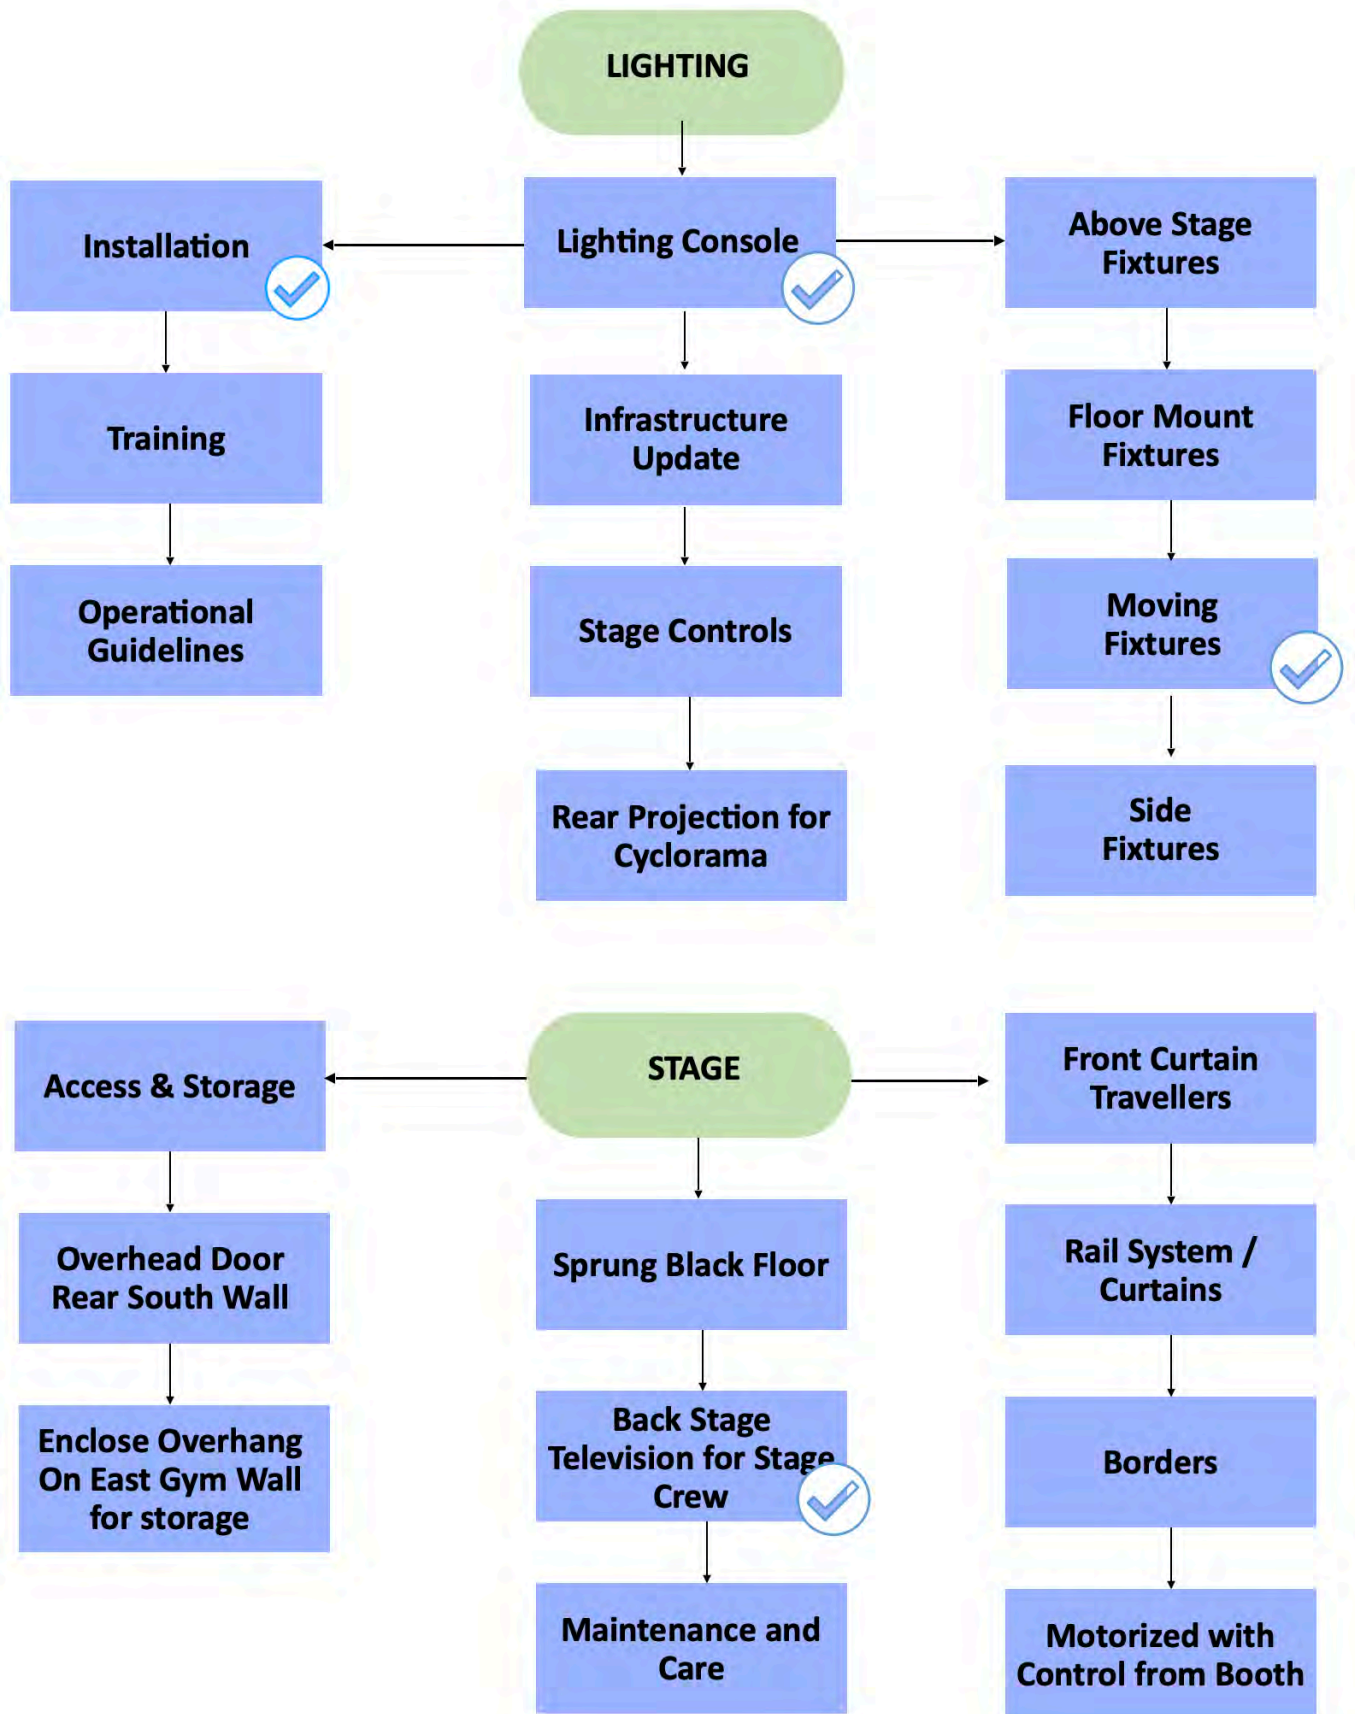 LIGHTING
Installation
Lighting Console
Above Stage
Fixtures
Training
Infrastructure
Update
Floor Mount
Fixtures
Operational
Guidelines
Stage Controls
Moving
Fixtures
Rear Projection for
Cyclorama
Side
Fixtures
Access & Storage
STAGE
Front Curtain
Travellers
Overhead Door
Rear South Wall
Sprung Black Floor
Rail System /
Curtains
Enclose Overhang
On East Gym Wall
for storage
Back Stage
Television for Stage
Crew
Borders
Maintenance and
Care
Motorized with
Control from Booth